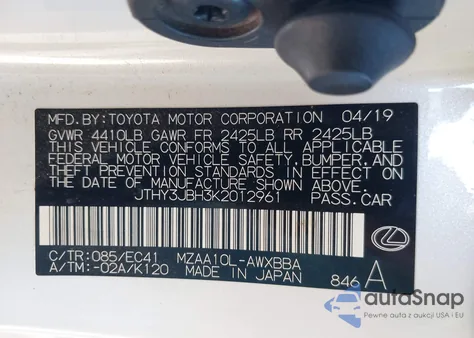 MFD. BY: TOYOTA MOTOR CORPORATION 04/19
GVWR 4410LB GAWR FR 2425LB RR 2425LB
THIS VEHICLE CONFORMS TO ALL APPLICABLE
FEDERAL MOTOR VEHICLE SAFETY, BUMPER, AND
THEFT PREVENTION STANDARDS IN EFFECT ON
THE DATE OF MANUFACTURE SHOWN ABOVE.
JTHY3JBH3K2012961 PASS. CAR
C/TR: 085/EC41 MZAA10L-AWXBBA
A/TM: -02A/K120 MADE IN JAPAN 846 A
autoSnap
Pewne auta z aukcji USA i EU